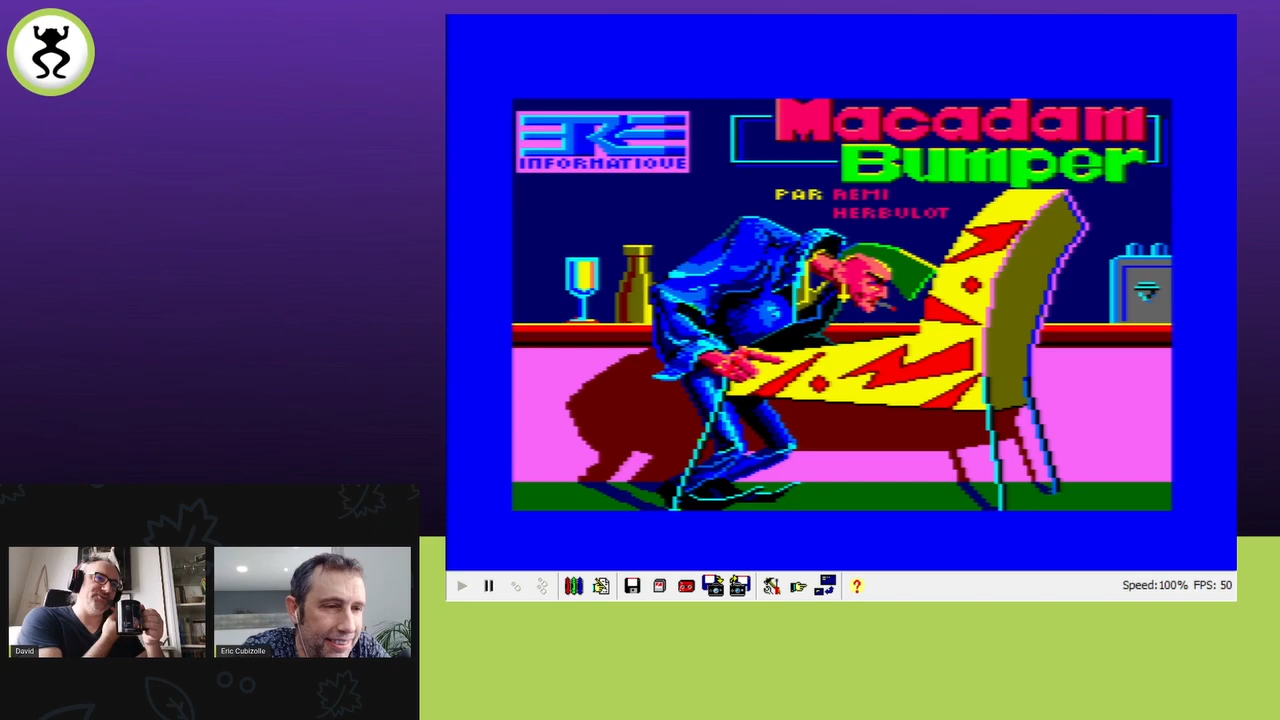 ERE
INFORMATIQUE
Macadam
Bumper
PAR REMI
HERBULOT
Speed:100% FPS: 50
David
Eric Cubizolle